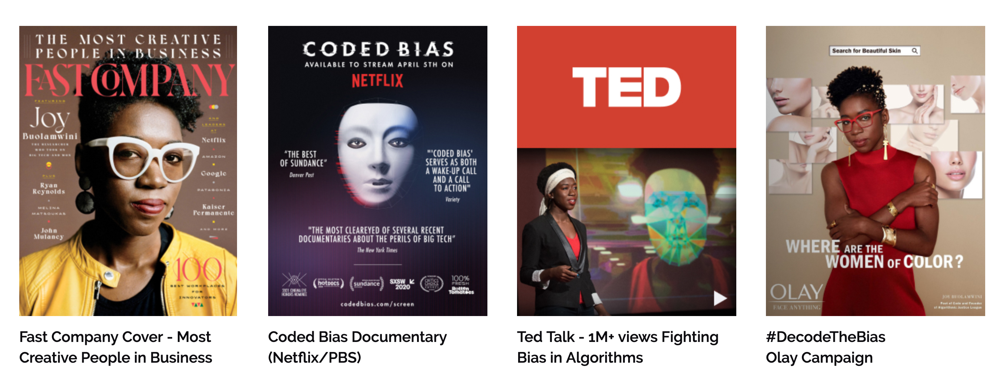 THE MOST CREATIVE
PEOPLE IN BUSINESS
FAST COMPANY
FEATURING
Joy
Buolamwini
THE RESEARCHER
WHO TOOK ON
BIG TECH–AND WON
PLUS
Ryan
Reynolds
MELINA
MATSOUKAS
John
Mulaney
AND
LEADERS
AT
Netflix
AMAZON
Google
PATAGONIA
Kaiser
Permanente
AND MORE
100
BEST WORKPLACES
FOR
INNOVATORS
Fast Company Cover - Most
Creative People in Business
CODED BIAS
AVAILABLE TO STREAM APRIL 5TH ON
NETFLIX
"THE BEST
OF SUNDANCE"
Denver Post
"'CODED BIAS'
SERVES AS BOTH
A WAKE-UP CALL
AND A CALL
TO ACTION"
Variety
"THE MOST CLEAREYED OF SEVERAL RECENT
DOCUMENTARIES ABOUT THE PERILS OF BIG TECH"
The New York Times
2021 CINEMA EYE
HONORS NOMINEE
OFFICIAL SELECTION
hotdocs
sundance
SXSW
2020
CRITICS
CHOICE
AWARDS
100%
FRESH
Rotten
Tomatoes
codedbias.com/screen
Coded Bias Documentary
(Netflix/PBS)
TED
Ted Talk - 1M+ views Fighting
Bias in Algorithms
Search for Beautiful Skin
WHERE ARE THE
WOMEN OF COLOR?
OLAY
FACE ANYTHING
JOY BUOLAMWINI
Poet of Code and Founder
of Algorithmic Justice League
#DecodeTheBias
Olay Campaign